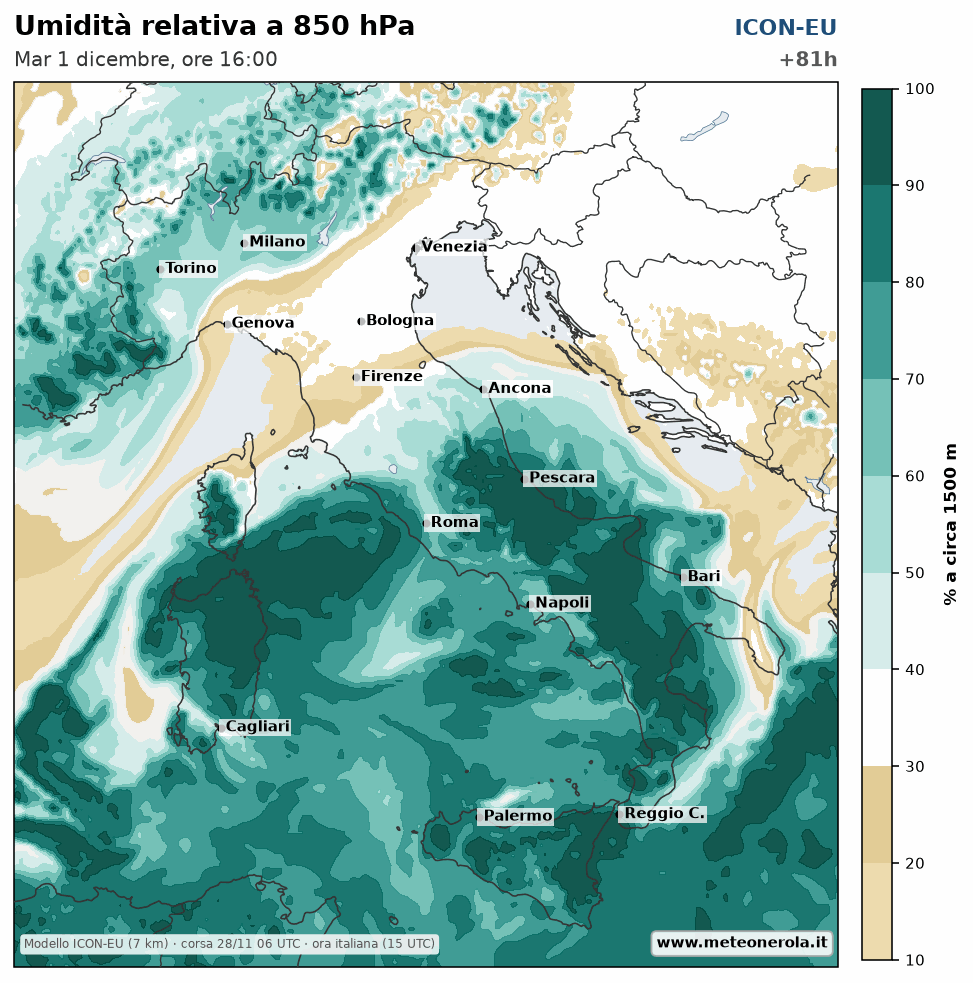 Umidità relativa a 850 hPa
ICON-EU
Mar 1 dicembre, ore 16:00
+81h
100
90
80
70
60
50
40
30
20
10
% a circa 1500 m
Milano
Venezia
Torino
Genova
Bologna
Firenze
Ancona
Pescara
Roma
Bari
Napoli
Cagliari
Palermo
Reggio C.
Modello ICON-EU (7 km) · corsa 28/11 06 UTC · ora italiana (15 UTC)
www.meteonerola.it